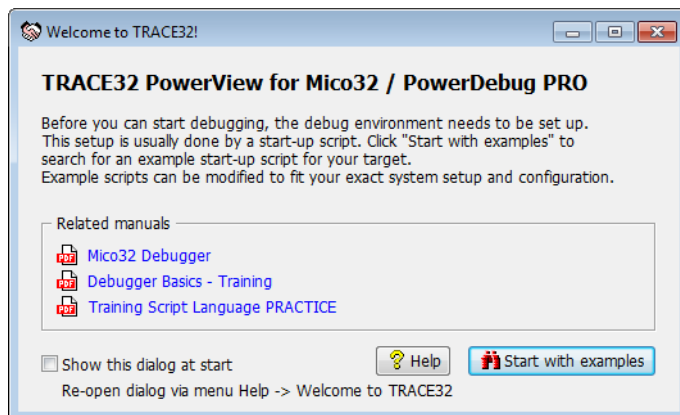 Welcome to TRACE32!
TRACE32 PowerView for Mico32 / PowerDebug PRO
Before you can start debugging, the debug environment needs to be set up.
This setup is usually done by a start-up script. Click "Start with examples" to
search for an example start-up script for your target.
Example scripts can be modified to fit your exact system setup and configuration.
Related manuals
PDF Mico32 Debugger
PDF Debugger Basics - Training
PDF Training Script Language PRACTICE
Show this dialog at start
? Help
Start with examples
Re-open dialog via menu Help -> Welcome to TRACE32